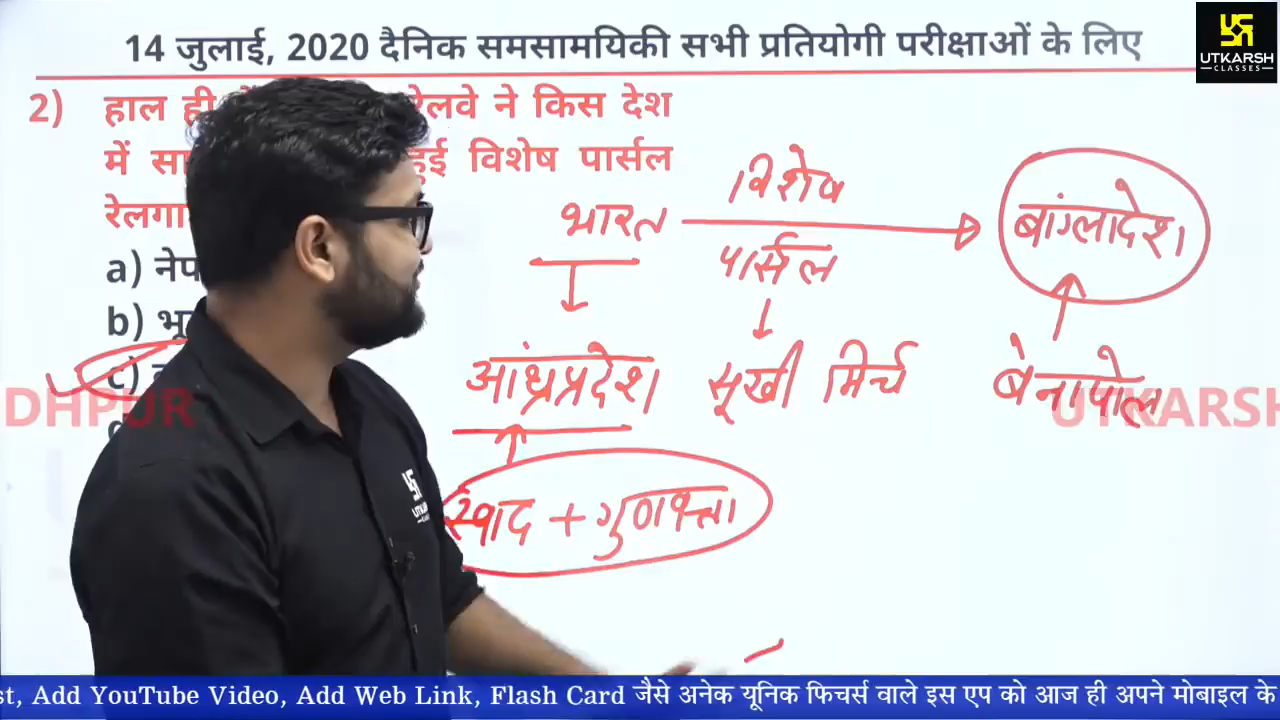 UTKARSH
CLASSES
14 जुलाई, 2020 दैनिक समसामयिकी सभी प्रतियोगी परीक्षाओं के लिए
2) हाल ही रेलवे ने किस देश
में हुई विशेष पार्सल
a)
b)
c)
भारत विशेष पार्सल बांग्लादेश
आंध्रप्रदेश सूखी मिर्च बेनापोल
स्वाद + गुणवत्ता
DHPUR UTKARSH
st, Add YouTube Video, Add Web Link, Flash Card जैसे अनेक यूनिक फिचर्स वाले इस एप को आज ही अपने मोबाइल के